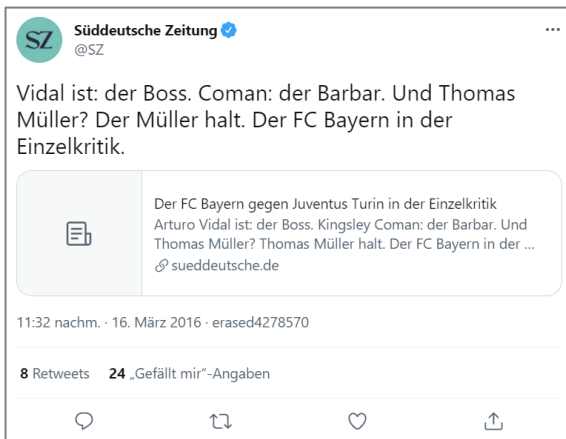 SZ
Süddeutsche Zeitung
@SZ
Vidal ist: der Boss. Coman: der Barbar. Und Thomas
Müller? Der Müller halt. Der FC Bayern in der
Einzelkritik.
Der FC Bayern gegen Juventus Turin in der Einzelkritik
Arturo Vidal ist: der Boss. Kingsley Coman: der Barbar. Und
Thomas Müller? Thomas Müller halt. Der FC Bayern in der ...
sueddeutsche.de
11:32 nachm. · 16. März 2016 · erased4278570
8 Retweets 24 „Gefällt mir“-Angaben